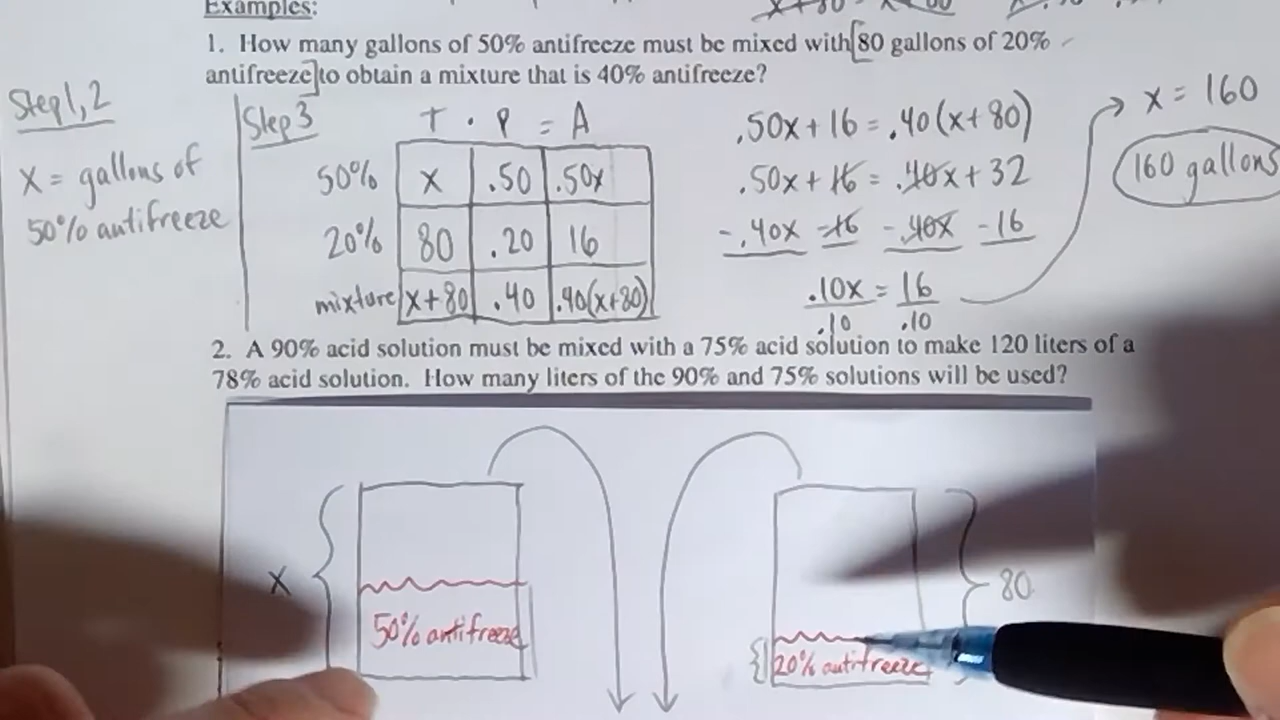 Examples:
1. How many gallons of 50% antifreeze must be mixed with [80 gallons of 20%
antifreeze] to obtain a mixture that is 40% antifreeze?
Step 1,2
X = gallons of
50% antifreeze
Step 3
T · P = A
50% x .50 .50x
20% 80 .20 16
mixture x+80 .40 .40(x+80)
.50x + 16 = .40(x+80)
.50x + 16 = .40x + 32
-.40x -16 -.40x -16
.10x = 16
.10 .10
x = 160
160 gallons
2. A 90% acid solution must be mixed with a 75% acid solution to make 120 liters of a
78% acid solution. How many liters of the 90% and 75% solutions will be used?
X
50% antifreeze
20% antifreeze
80